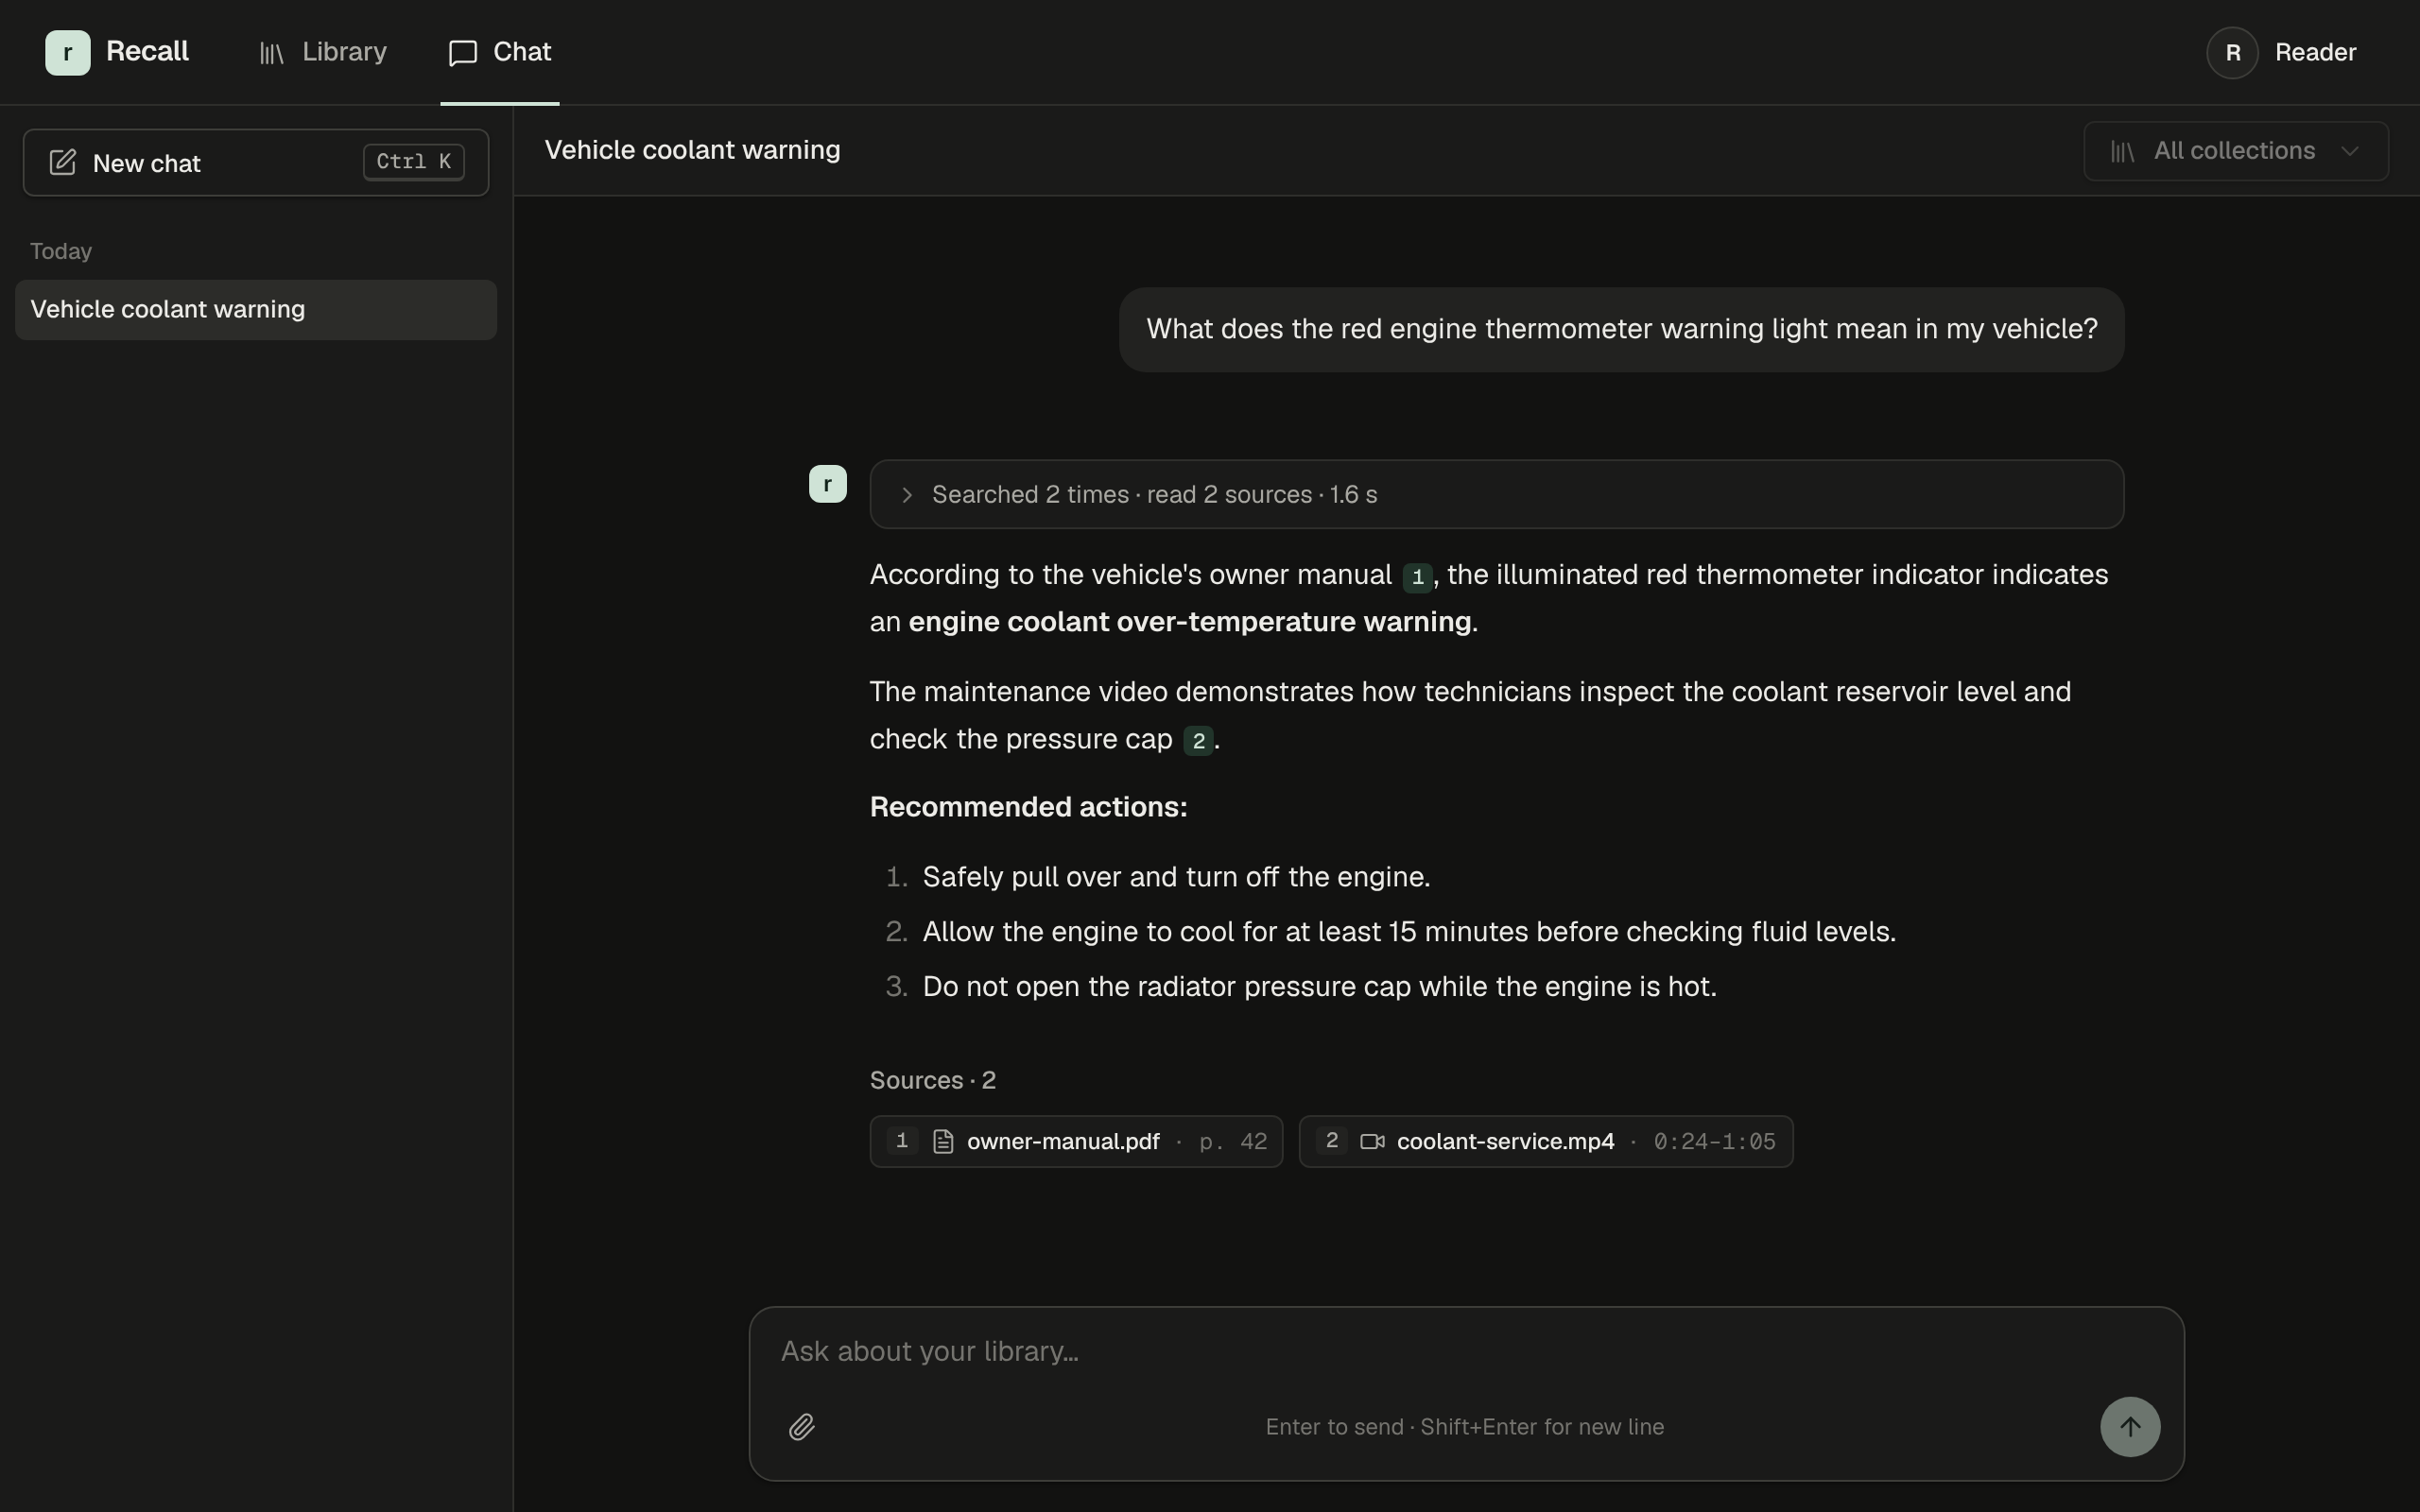 r Recall Library Chat R Reader
New chat Ctrl K
Today
Vehicle coolant warning
Vehicle coolant warning All collections
What does the red engine thermometer warning light mean in my vehicle?
r Searched 2 times · read 2 sources · 1.6 s
According to the vehicle's owner manual 1, the illuminated red thermometer indicator indicates
an engine coolant over-temperature warning.
The maintenance video demonstrates how technicians inspect the coolant reservoir level and
check the pressure cap 2.
Recommended actions:
1. Safely pull over and turn off the engine.
2. Allow the engine to cool for at least 15 minutes before checking fluid levels.
3. Do not open the radiator pressure cap while the engine is hot.
Sources · 2
1 owner-manual.pdf · p. 42 2 coolant-service.mp4 · 0:24–1:05
Ask about your library…
Enter to send · Shift+Enter for new line